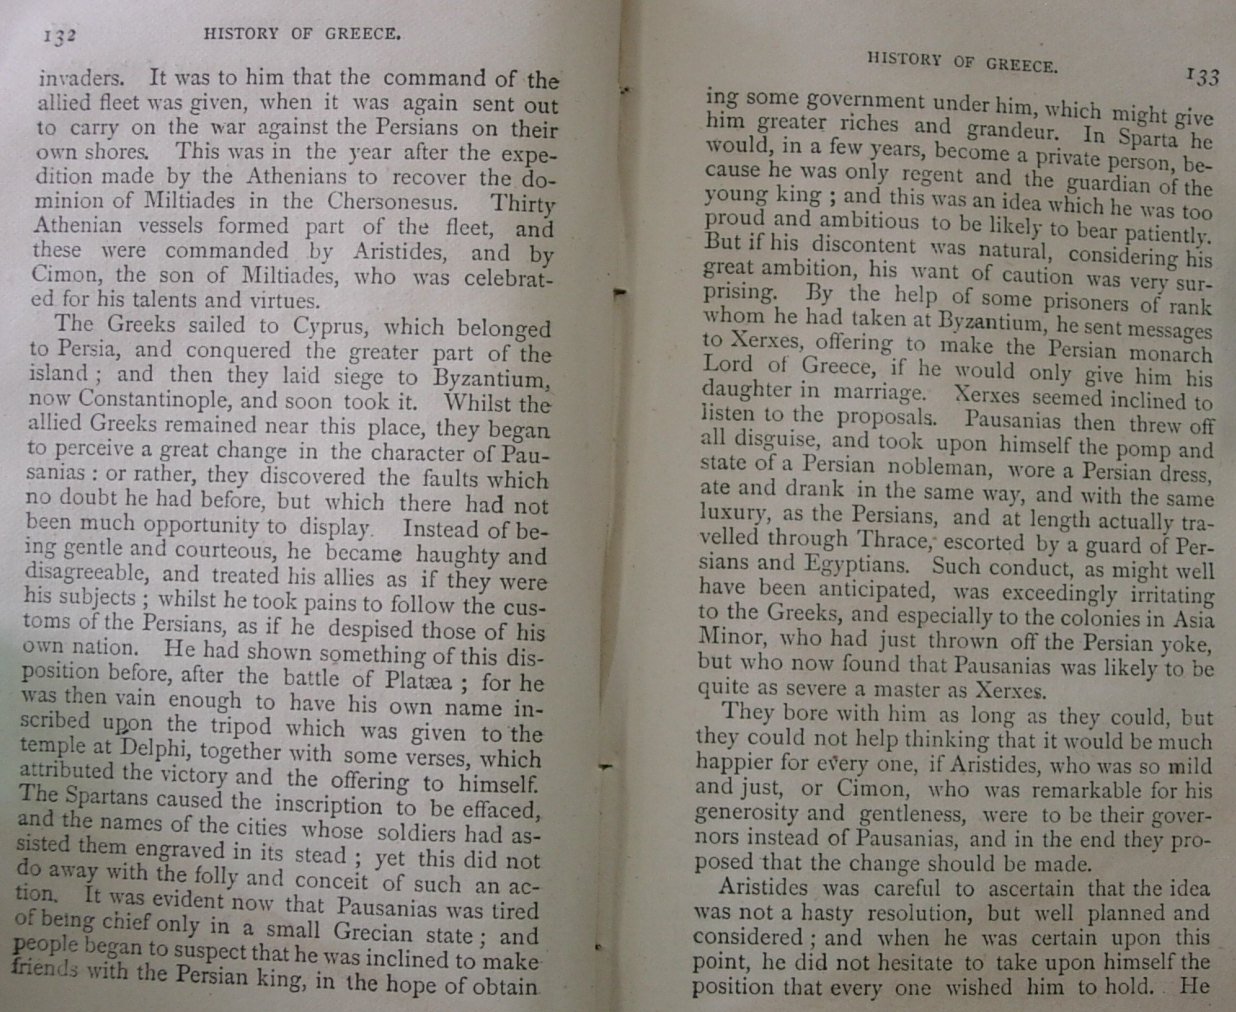 132
HISTORY OF GREECE.
invaders. It was to him that the command of the
allied fleet was given, when it was again sent out
to carry on the war against the Persians on their
own shores. This was in the year after the expe-
dition made by the Athenians to recover the do-
minion of Miltiades in the Chersonesus. Thirty
Athenian vessels formed part of the fleet, and
these were commanded by Aristides, and by
Cimon, the son of Miltiades, who was celebrat-
ed for his talents and virtues.
The Greeks sailed to Cyprus, which belonged
to Persia, and conquered the greater part of the
island ; and then they laid siege to Byzantium,
now Constantinople, and soon took it. Whilst the
allied Greeks remained near this place, they began
to perceive a great change in the character of Pau-
sanias : or rather, they discovered the faults which
no doubt he had before, but which there had not
been much opportunity to display. Instead of be-
ing gentle and courteous, he became haughty and
disagreeable, and treated his allies as if they were
his subjects ; whilst he took pains to follow the cus-
toms of the Persians, as if he despised those of his
own nation. He had shown something of this dis-
position before, after the battle of Platæa ; for he
was then vain enough to have his own name in-
scribed upon the tripod which was given to the
temple at Delphi, together with some verses, which
attributed the victory and the offering to himself.
The Spartans caused the inscription to be effaced,
and the names of the cities whose soldiers had as-
sisted them engraved in its stead ; yet this did not
do away with the folly and conceit of such an ac-
tion. It was evident now that Pausanias was tired
of being chief only in a small Grecian state ; and
people began to suspect that he was inclined to make
friends with the Persian king, in the hope of obtain
HISTORY OF GREECE.
133
ing some government under him, which might give
him greater riches and grandeur. In Sparta he
would, in a few years, become a private person, be-
cause he was only regent and the guardian of the
young king ; and this was an idea which he was too
proud and ambitious to be likely to bear patiently.
But if his discontent was natural, considering his
great ambition, his want of caution was very sur-
prising. By the help of some prisoners of rank
whom he had taken at Byzantium, he sent messages
to Xerxes, offering to make the Persian monarch
Lord of Greece, if he would only give him his
daughter in marriage. Xerxes seemed inclined to
listen to the proposals. Pausanias then threw off
all disguise, and took upon himself the pomp and
state of a Persian nobleman, wore a Persian dress,
ate and drank in the same way, and with the same
luxury, as the Persians, and at length actually tra-
velled through Thrace, escorted by a guard of Per-
sians and Egyptians. Such conduct, as might well
have been anticipated, was exceedingly irritating
to the Greeks, and especially to the colonies in Asia
Minor, who had just thrown off the Persian yoke,
but who now found that Pausanias was likely to be
quite as severe a master as Xerxes.
They bore with him as long as they could, but
they could not help thinking that it would be much
happier for every one, if Aristides, who was so mild
and just, or Cimon, who was remarkable for his
generosity and gentleness, were to be their gover-
nors instead of Pausanias, and in the end they pro-
posed that the change should be made.
Aristides was careful to ascertain that the idea
was not a hasty resolution, but well planned and
considered ; and when he was certain upon this
point, he did not hesitate to take upon himself the
position that every one wished him to hold. He